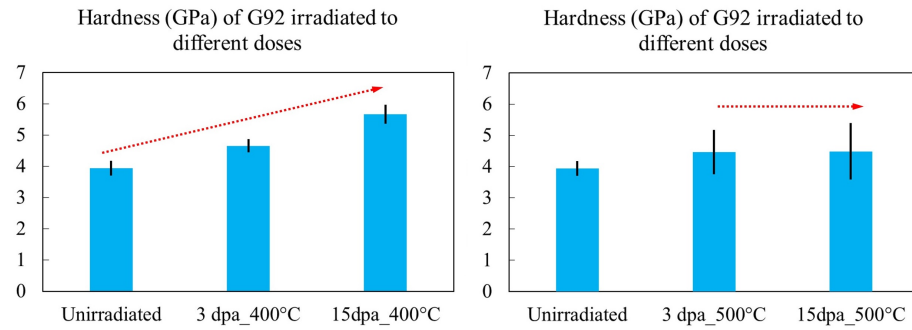 Hardness (GPa) of G92 irradiated to
different doses
7
6
5
4
3
2
1
0
Unirradiated 3 dpa_400°C 15dpa_400°C
Hardness (GPa) of G92 irradiated to
different doses
7
6
5
4
3
2
1
0
Unirradiated 3 dpa_500°C 15dpa_500°C